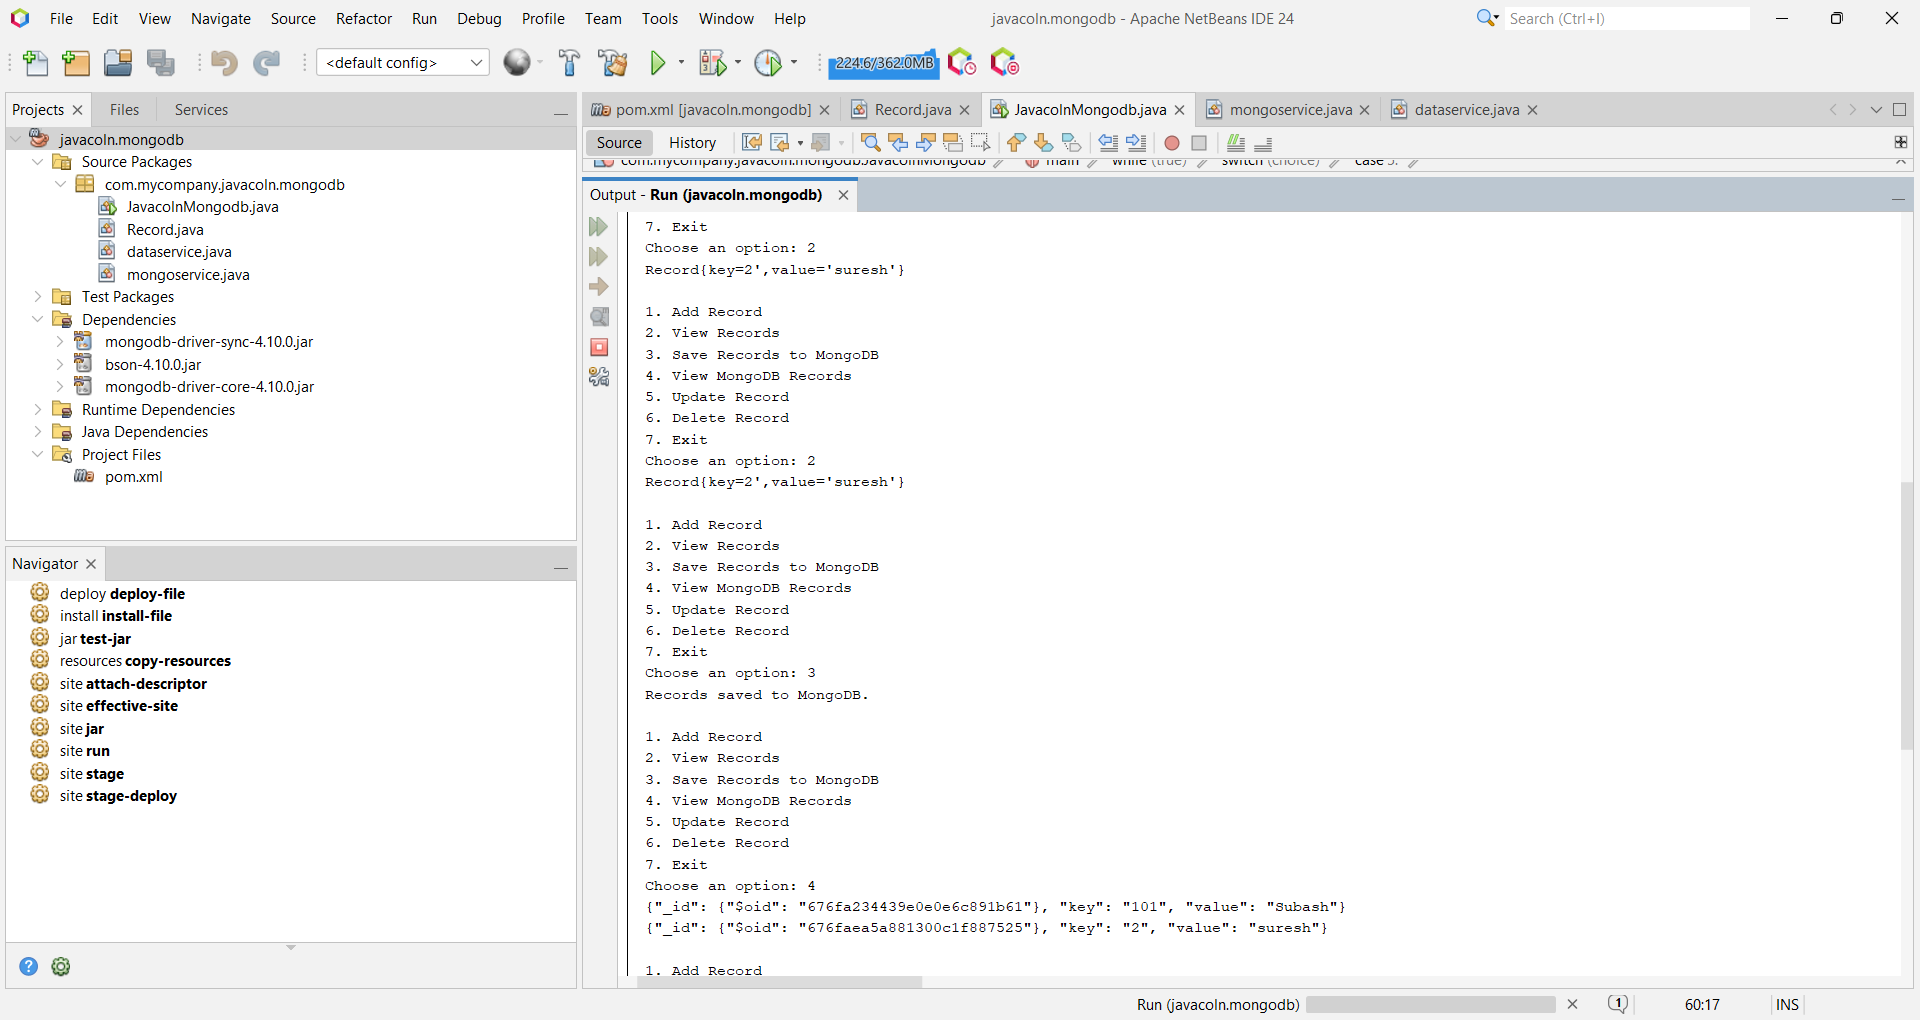 File Edit View Navigate Source Refactor Run Debug Profile Team Tools Window Help
javacoln.mongodb - Apache NetBeans IDE 24
Search (Ctrl+I)
<default config>
224.6/362.0MB
Projects
Files
Services
javacoln.mongodb
Source Packages
com.mycompany.javacoln.mongodb
JavacolnMongodb.java
Record.java
dataservice.java
mongoservice.java
Test Packages
Dependencies
mongodb-driver-sync-4.10.0.jar
bson-4.10.0.jar
mongodb-driver-core-4.10.0.jar
Runtime Dependencies
Java Dependencies
Project Files
pom.xml
Navigator
deploy deploy-file
install install-file
jar test-jar
resources copy-resources
site attach-descriptor
site effective-site
site jar
site run
site stage
site stage-deploy
pom.xml [javacoln.mongodb]
Record.java
JavacolnMongodb.java
mongoservice.java
dataservice.java
Source
History
com.mycompany.javacoln.mongodb.JavacolnMongodb
main
while (true)
switch (choice)
case 5:
Output - Run (javacoln.mongodb)
7. Exit
Choose an option: 2
Record{key=2',value='suresh'}
1. Add Record
2. View Records
3. Save Records to MongoDB
4. View MongoDB Records
5. Update Record
6. Delete Record
7. Exit
Choose an option: 2
Record{key=2',value='suresh'}
1. Add Record
2. View Records
3. Save Records to MongoDB
4. View MongoDB Records
5. Update Record
6. Delete Record
7. Exit
Choose an option: 3
Records saved to MongoDB.
1. Add Record
2. View Records
3. Save Records to MongoDB
4. View MongoDB Records
5. Update Record
6. Delete Record
7. Exit
Choose an option: 4
{"_id": {"$oid": "676fa234439e0e0e6c891b61"}, "key": "101", "value": "Subash"}
{"_id": {"$oid": "676faea5a881300c1f887525"}, "key": "2", "value": "suresh"}
1. Add Record
Run (javacoln.mongodb)
1
60:17
INS